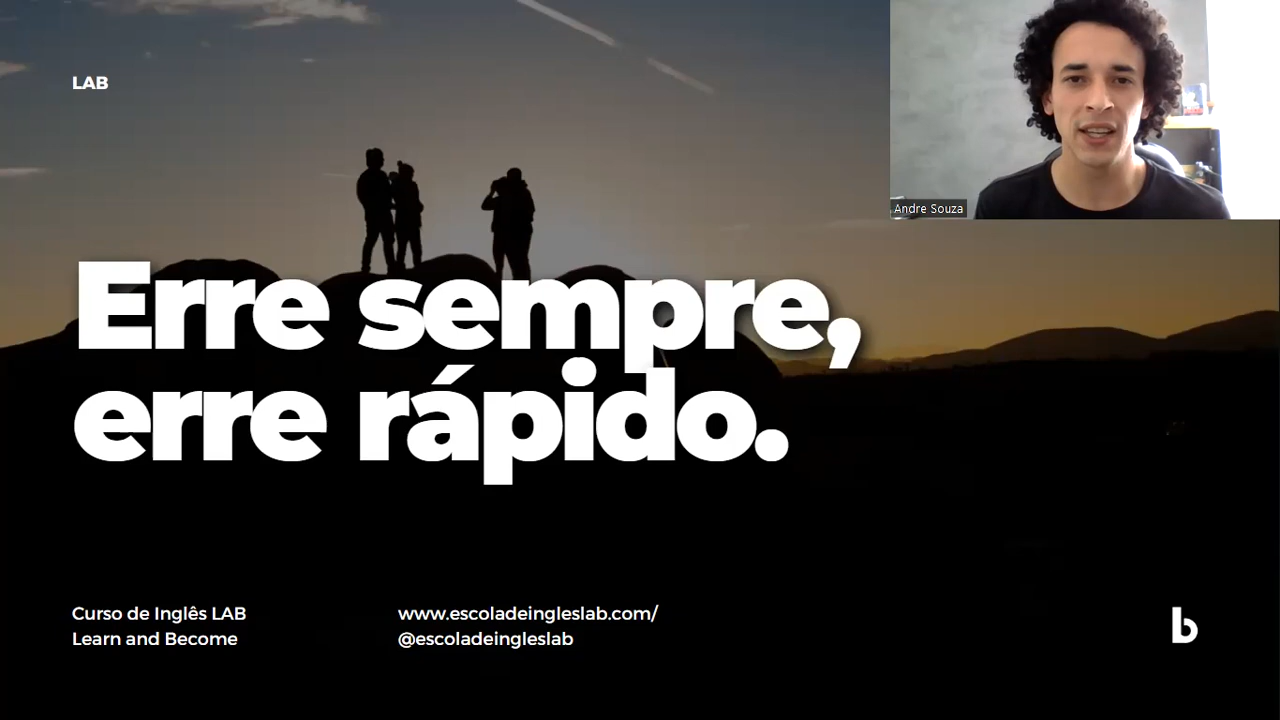 LAB
Andre Souza
Erre sempre,
erre rápido.
Curso de Inglês LAB
Learn and Become
www.escoladeingleslab.com/
@escoladeingleslab
b